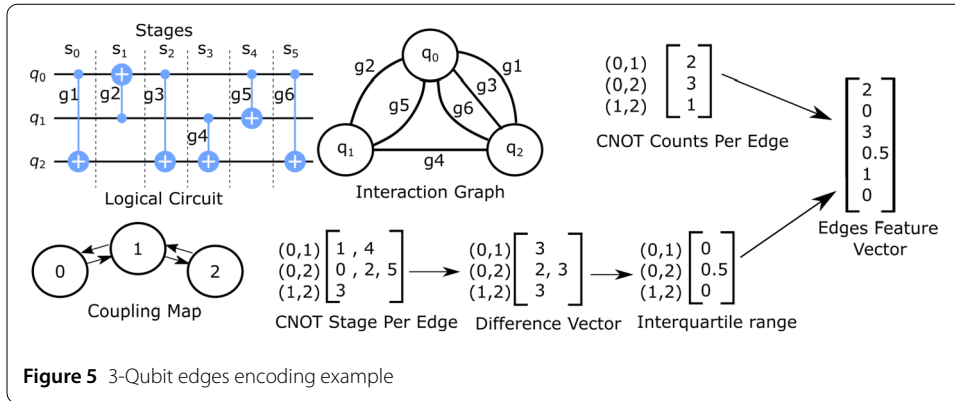 Stages
s0 s1 s2 s3 s4 s5
q0
g1 g2 g3 g5 g6
q1
g4
q2
Logical Circuit
q0
g2 g1
g3
g5 g6
q1 q2
g4
Interaction Graph
(0,1) 2
(0,2) 3
(1,2) 1
CNOT Counts Per Edge
2
0
3
0.5
1
0
Edges Feature
Vector
0 1 2
Coupling Map
(0,1) 1 , 4
(0,2) 0 , 2, 5
(1,2) 3
CNOT Stage Per Edge
(0,1) 3
(0,2) 2, 3
(1,2) 3
Difference Vector
(0,1) 0
(0,2) 0.5
(1,2) 0
Interquartile range
Figure 5 3-Qubit edges encoding example